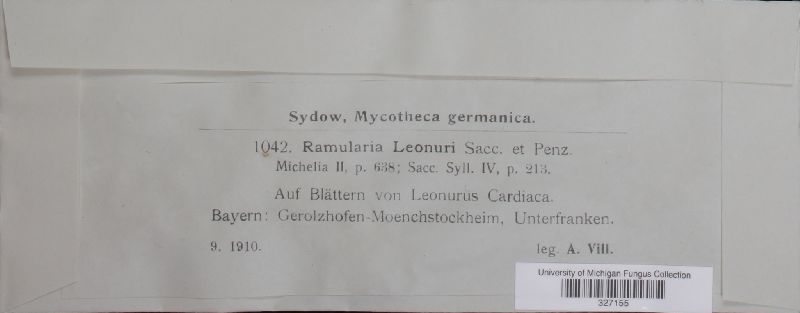 Sydow, Mycotheca germanica.
1042. Ramularia Leonuri Sacc. et Penz.
Michelia II, p. 638; Sacc. Syll. IV, p. 213.
Auf Blättern von Leonurus Cardiaca.
Bayern: Gerolzhofen-Moenchstockheim, Unterfranken.
9. 1910. leg. A. Vill.
University of Michigan Fungus Collection
327155